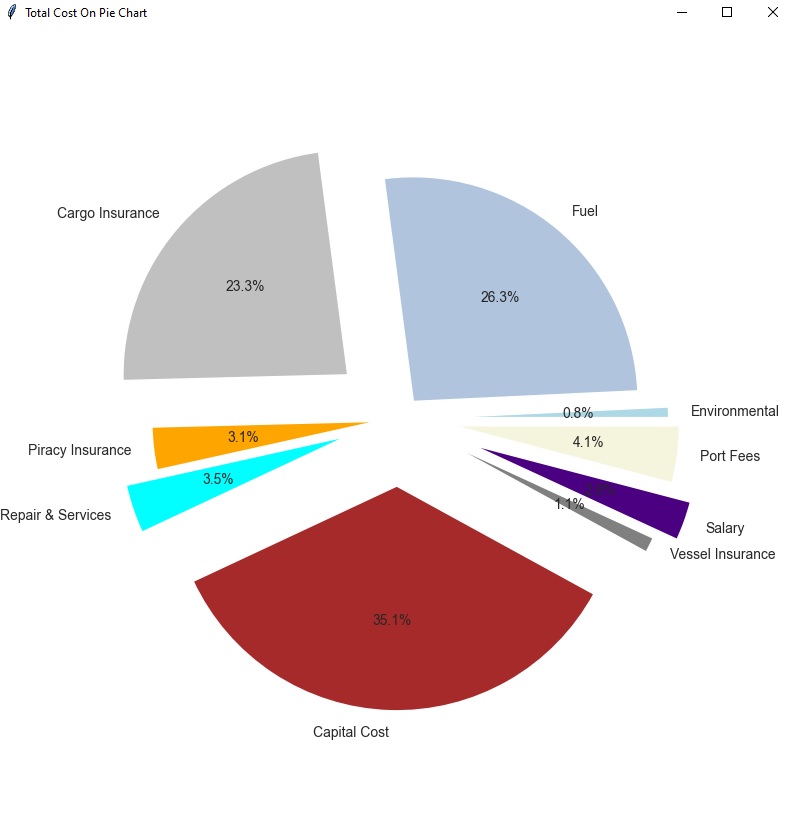 Total Cost On Pie Chart
Cargo Insurance
Fuel
23.3%
26.3%
Environmental
0.8%
Piracy Insurance
3.1%
4.1%
Port Fees
Repair & Services
3.5%
1.1%
Salary
Vessel Insurance
35.1%
Capital Cost